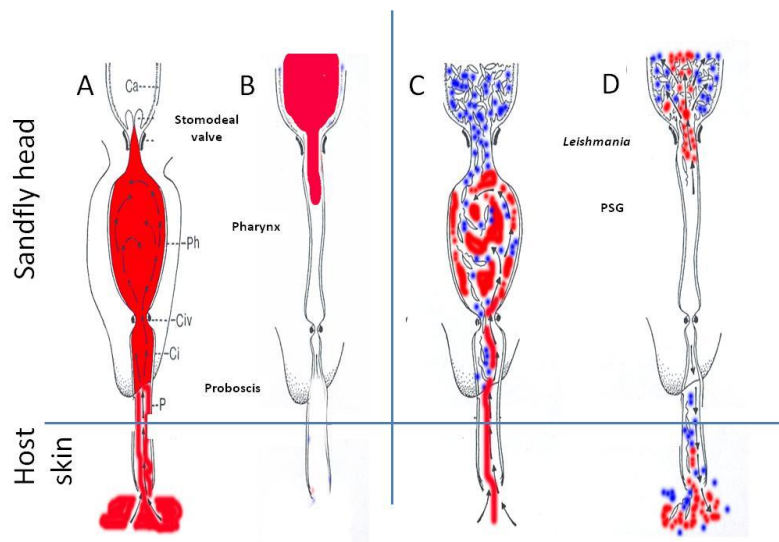 A
B
C
D
Ca
Stomodeal
valve
Leishmania
PSG
Pharynx
Ph
Civ
Ci
Proboscis
P
Sandfly head
Host
skin